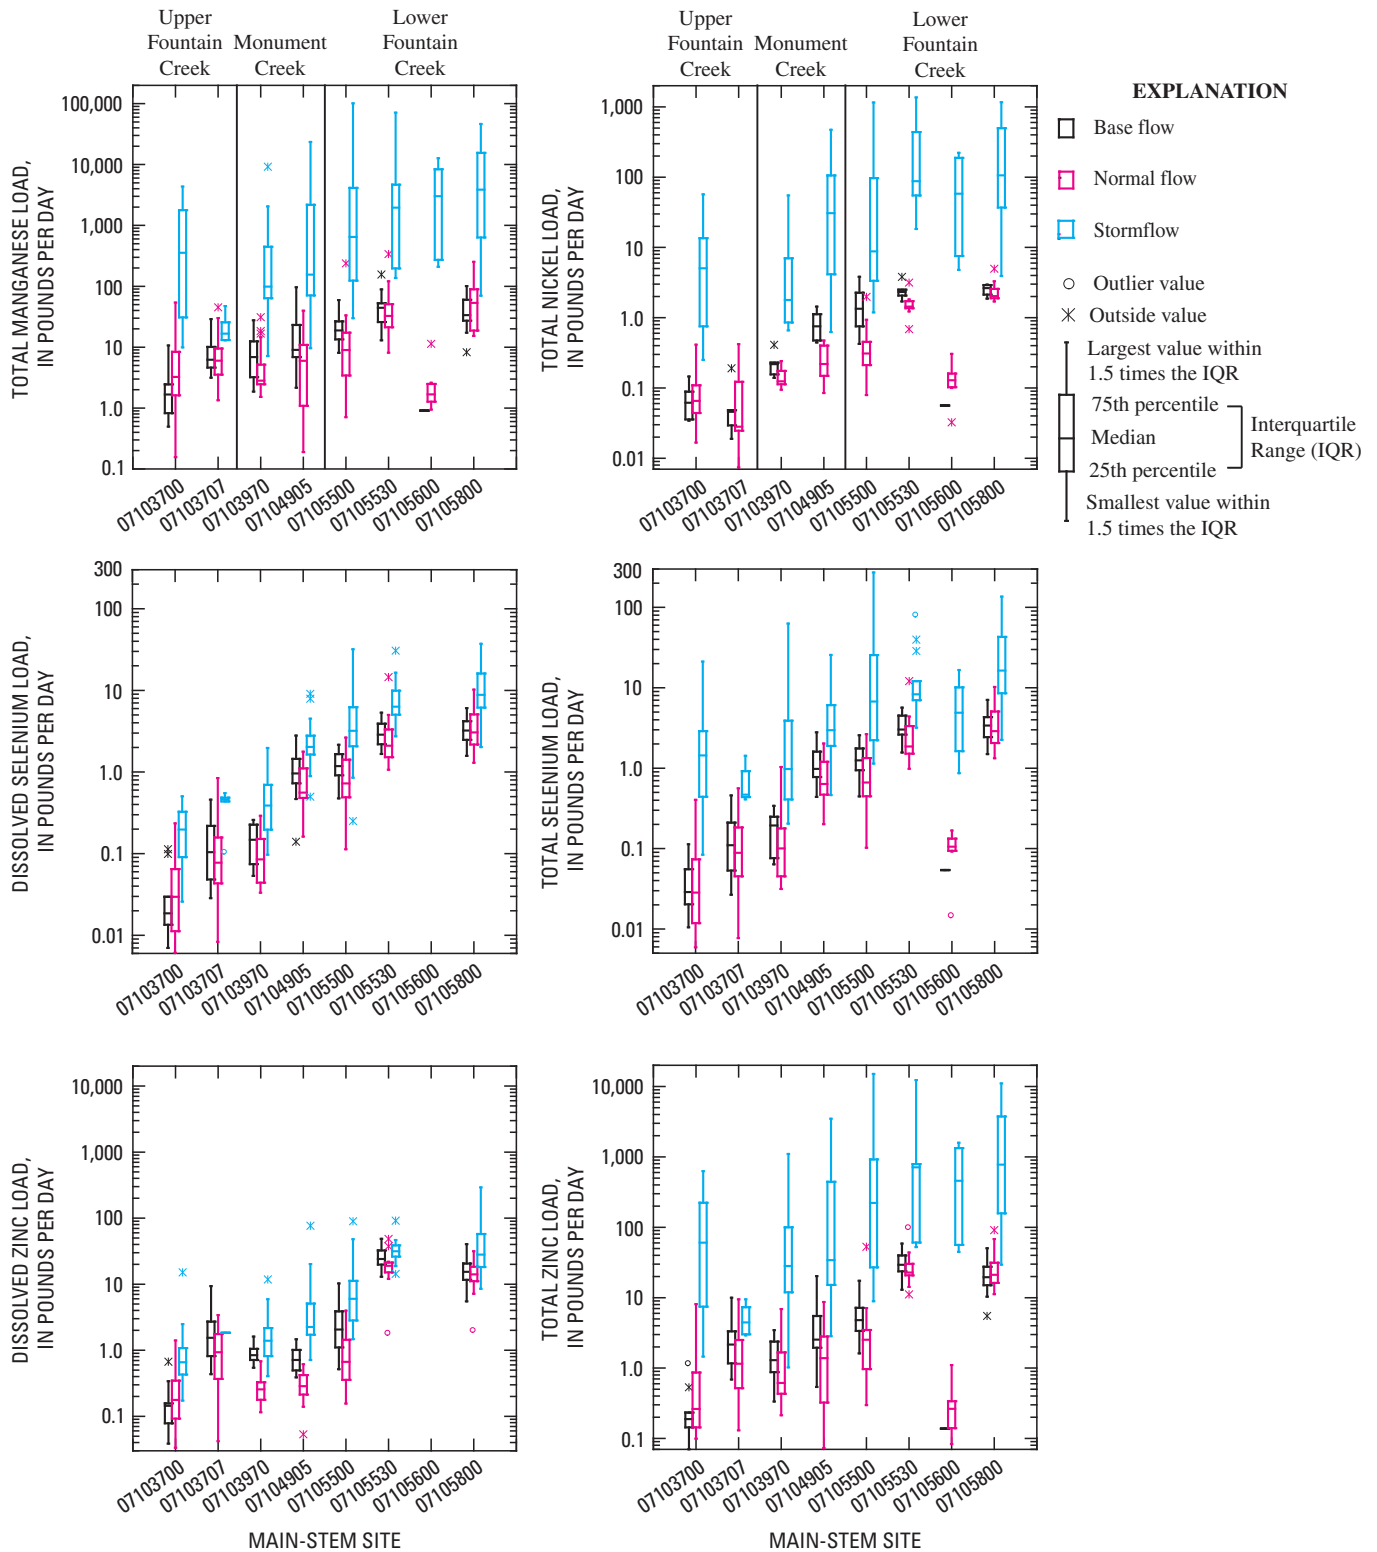 Upper
Fountain
Creek
Monument
Creek
Lower
Fountain
Creek
TOTAL MANGANESE LOAD,
IN POUNDS PER DAY
100,000
10,000
1,000
100
10
1.0
0.1
07103700
07103707
07103970
07104905
07105500
07105530
07105600
07105800
Upper
Fountain
Creek
Monument
Creek
Lower
Fountain
Creek
TOTAL NICKEL LOAD,
IN POUNDS PER DAY
1,000
100
10
1.0
0.1
0.01
07103700
07103707
07103970
07104905
07105500
07105530
07105600
07105800
EXPLANATION
Base flow
Normal flow
Stormflow
Outlier value
Outside value
Largest value within
1.5 times the IQR
75th percentile
Median
25th percentile
Interquartile
Range (IQR)
Smallest value within
1.5 times the IQR
DISSOLVED SELENIUM LOAD,
IN POUNDS PER DAY
300
100
10
1.0
0.1
0.01
07103700
07103707
07103970
07104905
07105500
07105530
07105600
07105800
TOTAL SELENIUM LOAD,
IN POUNDS PER DAY
300
100
10
1.0
0.1
0.01
07103700
07103707
07103970
07104905
07105500
07105530
07105600
07105800
DISSOLVED ZINC LOAD,
IN POUNDS PER DAY
10,000
1,000
100
10
1.0
0.1
07103700
07103707
07103970
07104905
07105500
07105530
07105600
07105800
MAIN-STEM SITE
TOTAL ZINC LOAD,
IN POUNDS PER DAY
10,000
1,000
100
10
1.0
0.1
07103700
07103707
07103970
07104905
07105500
07105530
07105600
07105800
MAIN-STEM SITE